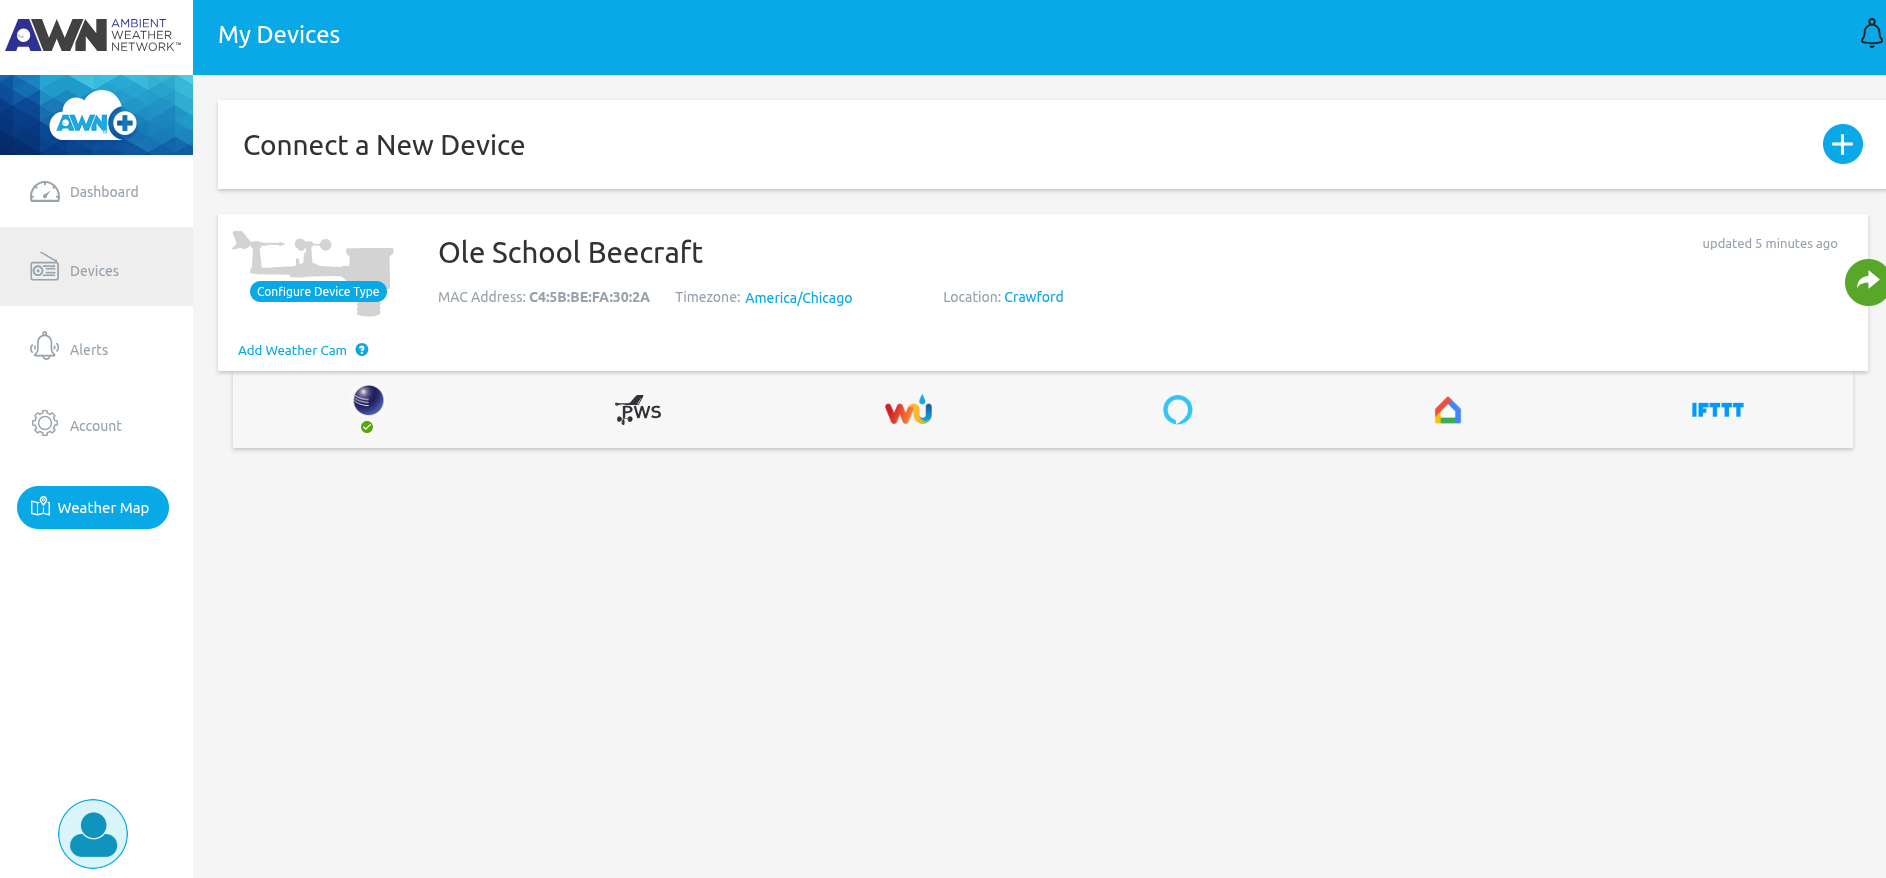 AWN AMBIENT
WEATHER
NETWORK™
My Devices
AWN+
Connect a New Device
Dashboard
Devices
Alerts
Account
Weather Map
Ole School Beecraft
updated 5 minutes ago
Configure Device Type
MAC Address: C4:5B:BE:FA:30:2A Timezone: America/Chicago Location: Crawford
Add Weather Cam ?
PWS
wu
IFTTT